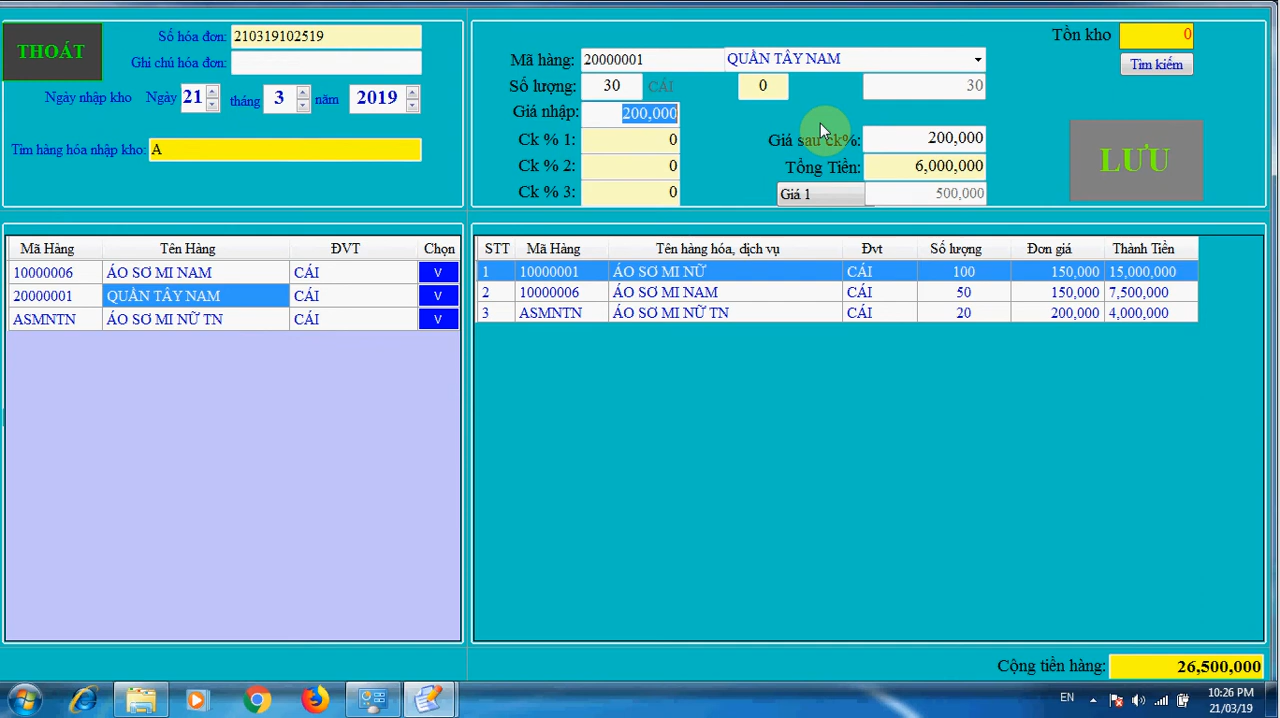 THOÁT
Số hóa đơn: 210319102519
Ghi chú hóa đơn:
Ngày nhập kho Ngày 21 tháng 3 năm 2019
Tìm hàng hóa nhập kho: A
Mã hàng: 20000001 QUẦN TÂY NAM
Số lượng: 30 CÁI 0 30
Giá nhập: 200,000
Ck % 1: 0 Giá sau ck%: 200,000
Ck % 2: 0 Tổng Tiền: 6,000,000
Ck % 3: 0 Giá 1 500,000
Tồn kho 0
Tìm kiếm
LƯU
Mã Hàng Tên Hàng ĐVT Chọn
10000006 ÁO SƠ MI NAM CÁI V
20000001 QUẦN TÂY NAM CÁI V
ASMNTN ÁO SƠ MI NỮ TN CÁI V
STT Mã Hàng Tên hàng hóa, dịch vụ Đvt Số lượng Đơn giá Thành Tiền
1 10000001 ÁO SƠ MI NỮ CÁI 100 150,000 15,000,000
2 10000006 ÁO SƠ MI NAM CÁI 50 150,000 7,500,000
3 ASMNTN ÁO SƠ MI NỮ TN CÁI 20 200,000 4,000,000
Cộng tiền hàng: 26,500,000
EN
10:26 PM
21/03/19